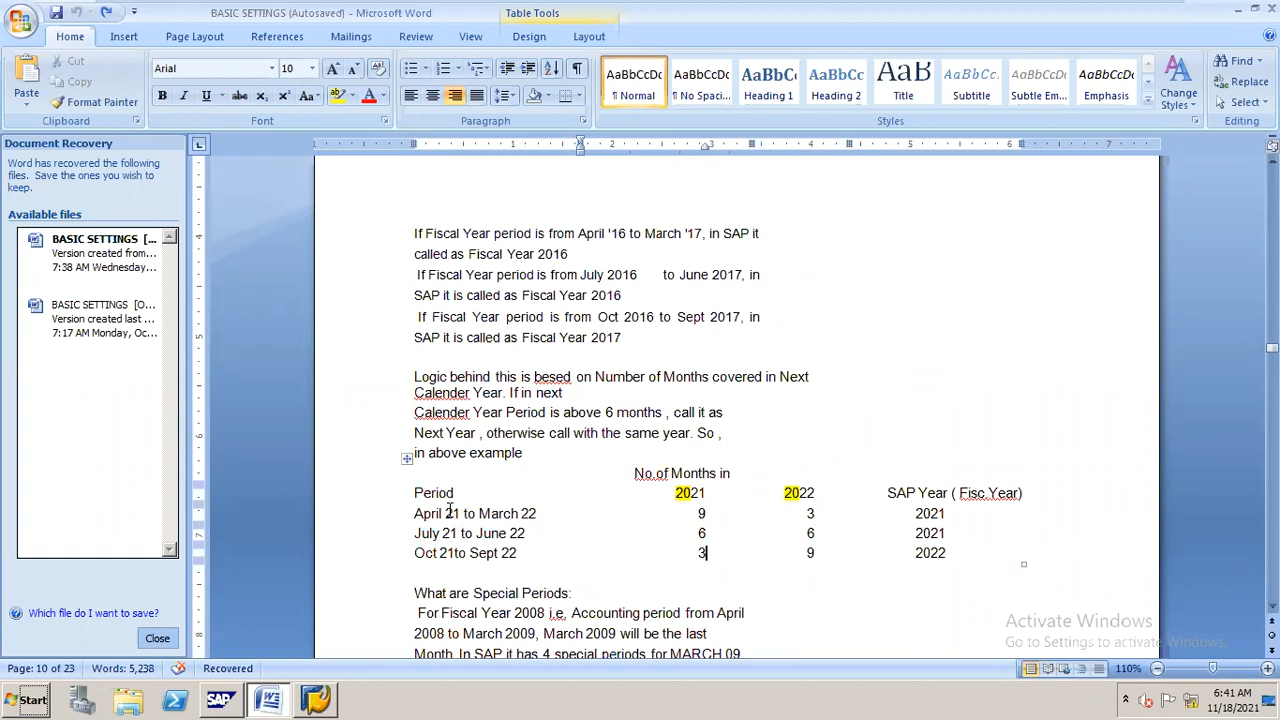 BASIC SETTINGS (Autosaved) - Microsoft Word
Table Tools
Home
Insert
Page Layout
References
Mailings
Review
View
Design
Layout
Paste
Cut
Copy
Format Painter
Clipboard
Arial
10
B I U abc x₂ x² Aa
Font
Paragraph
AaBbCcDc
¶ Normal
AaBbCcDc
¶ No Spaci...
AaBbC
Heading 1
AaBbCc
Heading 2
AaB
Title
AaBbCc
Subtitle
AaBbCcDc
Subtle Em...
AaBbCcDc
Emphasis
Change
Styles
Styles
Find
Replace
Select
Editing
Document Recovery
Word has recovered the following
files. Save the ones you wish to
keep.
Available files
BASIC SETTINGS [...
Version created from...
7:38 AM Wednesday...
BASIC SETTINGS [O...
Version created last ...
7:17 AM Monday, Oc...
Which file do I want to save?
Close
If Fiscal Year period is from April '16 to March '17, in SAP it
called as Fiscal Year 2016
If Fiscal Year period is from July 2016 to June 2017, in
SAP it is called as Fiscal Year 2016
If Fiscal Year period is from Oct 2016 to Sept 2017, in
SAP it is called as Fiscal Year 2017
Logic behind this is besed on Number of Months covered in Next
Calender Year. If in next
Calender Year Period is above 6 months , call it as
Next Year , otherwise call with the same year. So ,
in above example
No.of Months in
Period 2021 2022 SAP Year ( Fisc.Year)
April 21 to March 22 9 3 2021
July 21 to June 22 6 6 2021
Oct 21to Sept 22 3 9 2022
What are Special Periods:
For Fiscal Year 2008 i.e, Accounting period from April
2008 to March 2009, March 2009 will be the last
Month. In SAP it has 4 special periods for MARCH 09
Activate Windows
Go to Settings to activate Windows.
Page: 10 of 23
Words: 5,238
Recovered
110%
Start
SAP
6:41 AM
11/18/2021